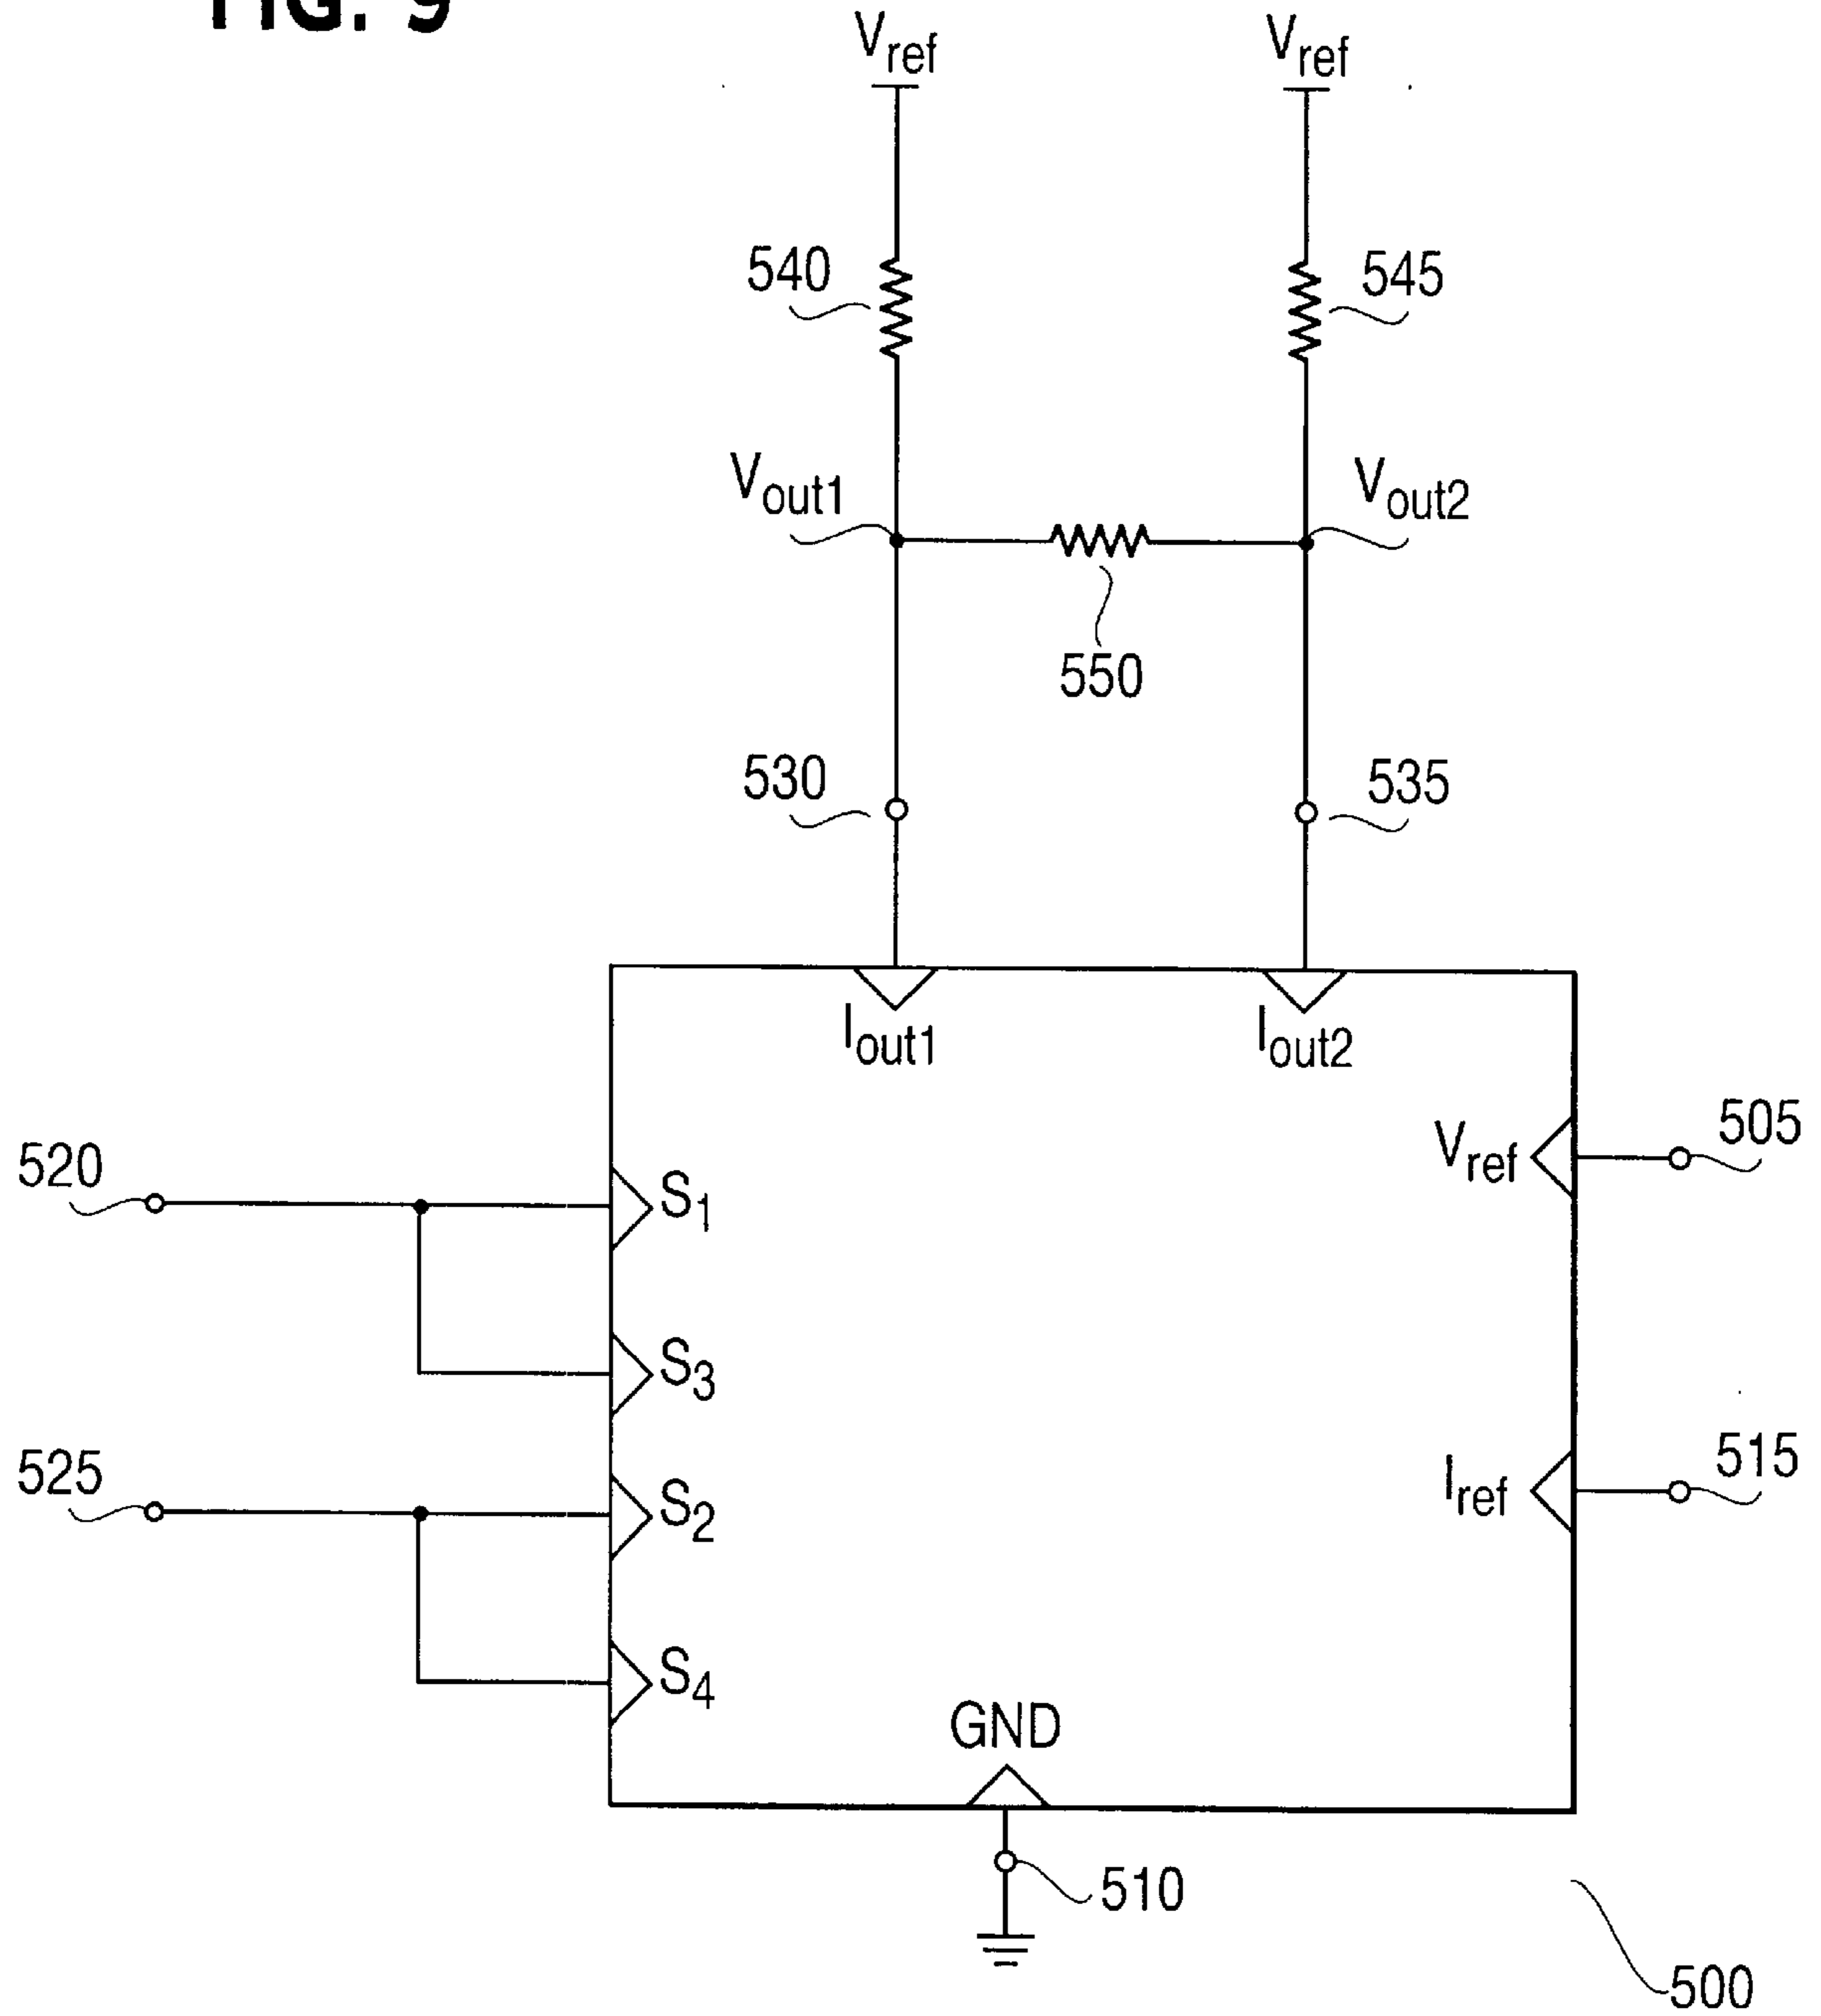 FIG. 9
Vref
Vref
540
545
Vout1
Vout2
550
530
535
Iout1
Iout2
Vref
505
520
S1
S3
Iref
515
525
S2
S4
GND
510
500